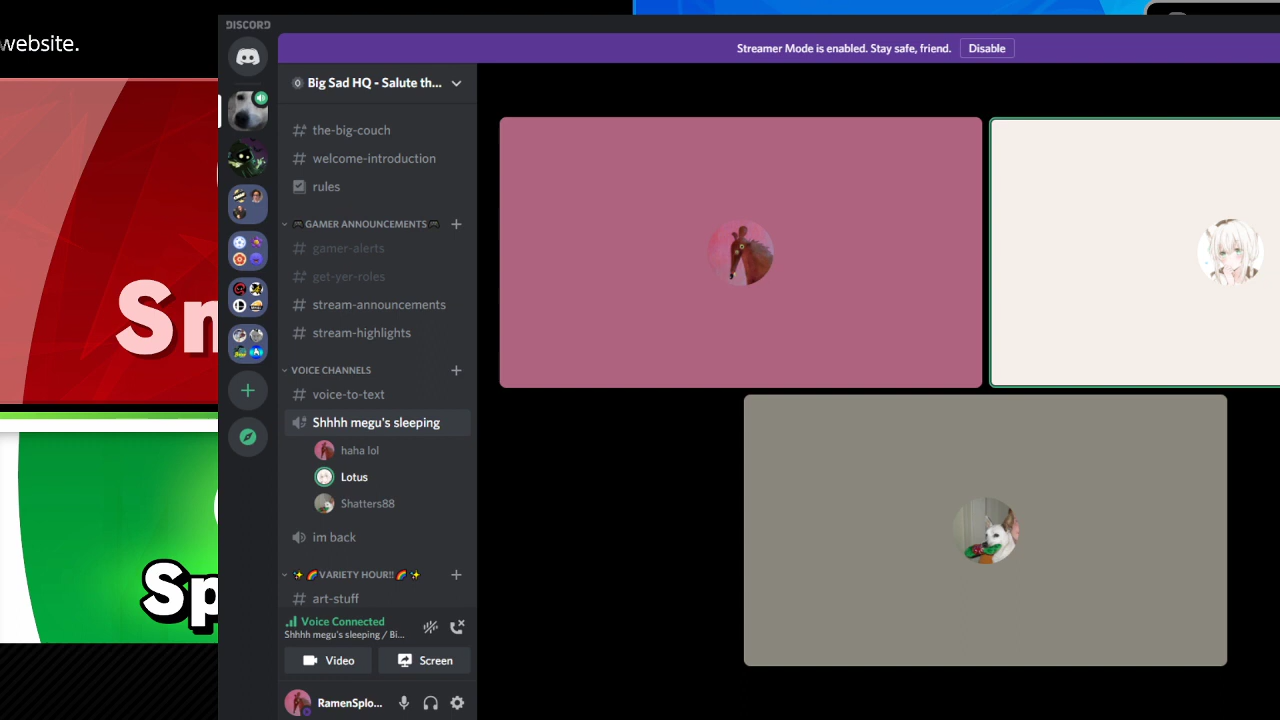 website.
Sn
Sp
DISCORD
Streamer Mode is enabled. Stay safe, friend.
Disable
Big Sad HQ - Salute th...
the-big-couch
welcome-introduction
rules
GAMER ANNOUNCEMENTS
gamer-alerts
get-yer-roles
stream-announcements
stream-highlights
VOICE CHANNELS
voice-to-text
Shhhh megu's sleeping
haha lol
Lotus
Shatters88
im back
VARIETY HOUR!!
art-stuff
Voice Connected
Shhhh megu's sleeping / Bi...
Video
Screen
RamenSplo...